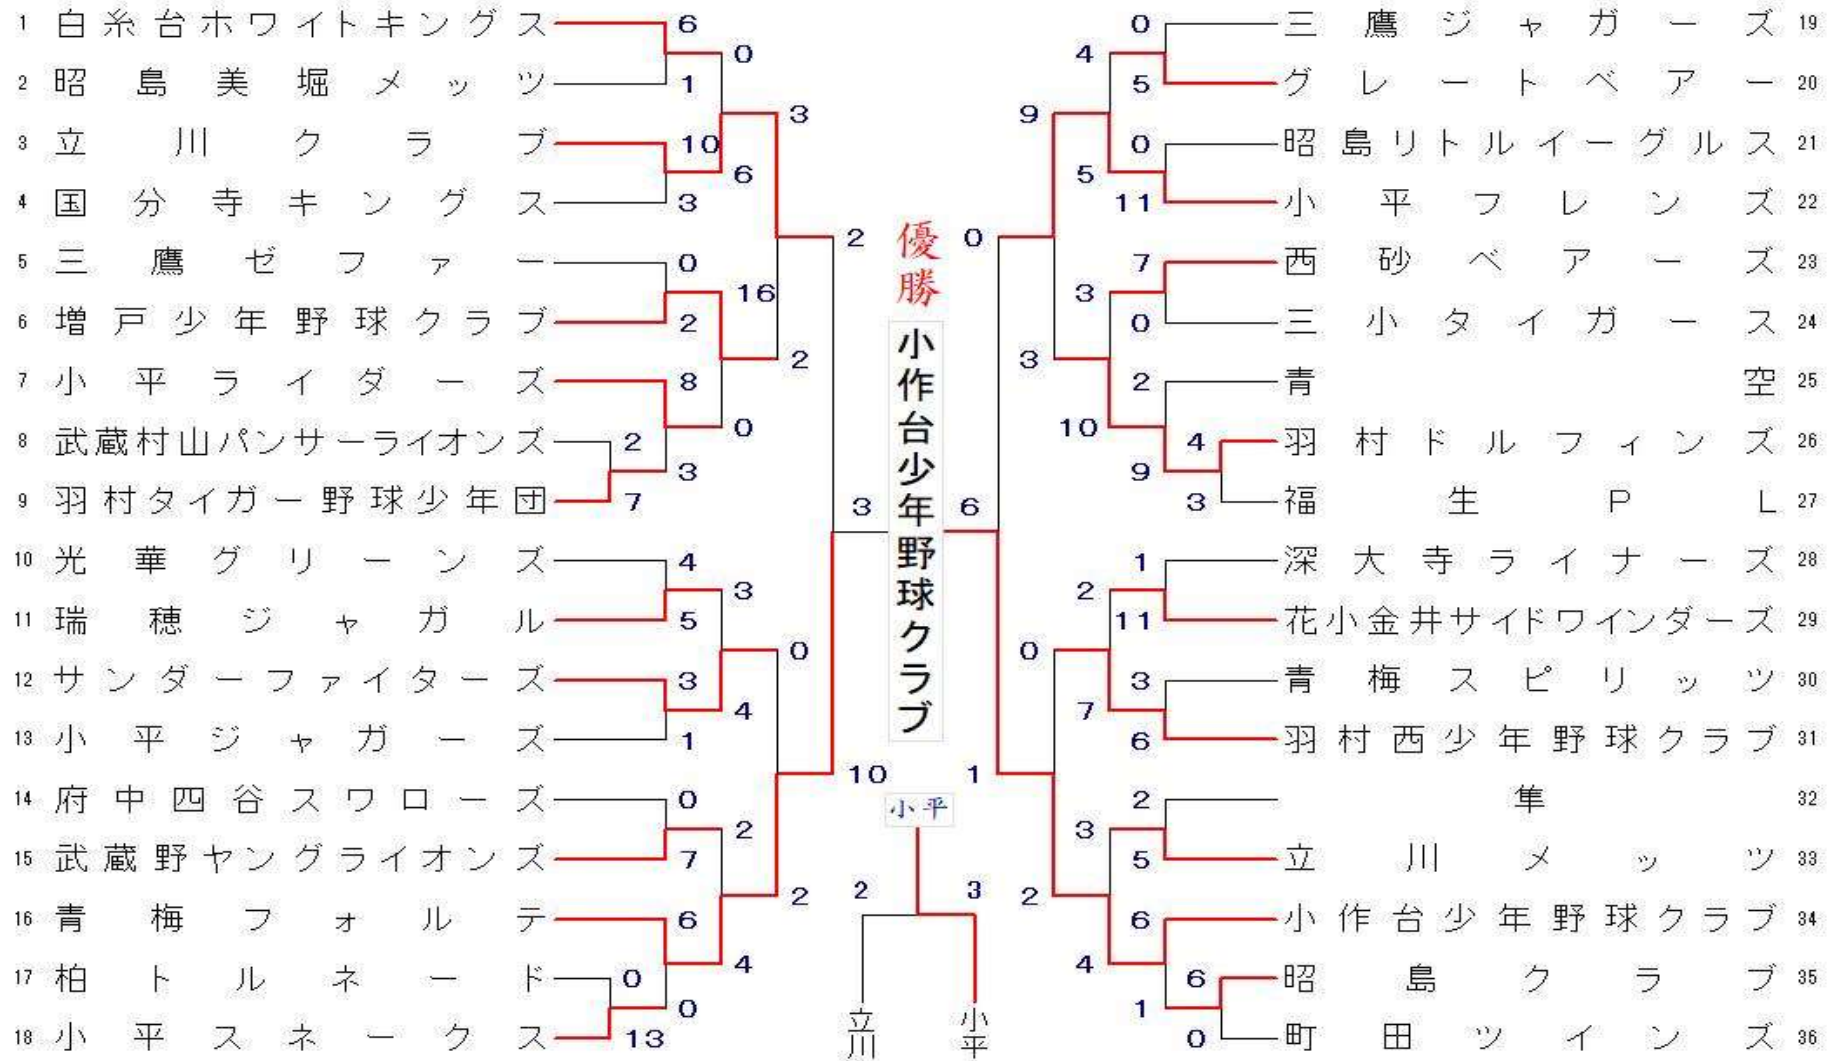 1 白糸台ホワイトキングス 6
0
2 昭島美堀メッツ 1
3
3 立川クラブ 10
6
4 国分寺キングス 3
2
5 三鷹ゼファー 0
16
6 増戸少年野球クラブ 2
2
7 小平ライダーズ 8
0
8 武蔵村山パンサーライオンズ 2
3
9 羽村タイガー野球少年団 7
3
10 光華グリーンズ 4
3
11 瑞穂ジャガル 5
0
12 サンダーファイターズ 3
4
13 小平ジャガーズ 1
10
14 府中四谷スワローズ 0
2
15 武蔵野ヤングライオンズ 7
2
16 青梅フォルテ 6
4
17 柏トルネード 0
0
18 小平スネークス 13
優勝
小作台少年野球クラブ
小平
2 3
立川
小平
0 三鷹ジャガーズ 19
4
5 グレートベアー 20
9
0 昭島リトルイーグルス 21
5
11 小平フレンズ 22
0
7 西砂ベアーズ 23
3
0 三小タイガース 24
3
2 青空 25
10
4 羽村ドルフィンズ 26
9
3 福生PL 27
6
1 深大寺ライナーズ 28
2
11 花小金井サイドワインダーズ 29
0
3 青梅スピリッツ 30
7
6 羽村西少年野球クラブ 31
1
2 隼 32
3
5 立川メッツ 33
2
6 小作台少年野球クラブ 34
4
6 昭島クラブ 35
1
0 町田ツインズ 36